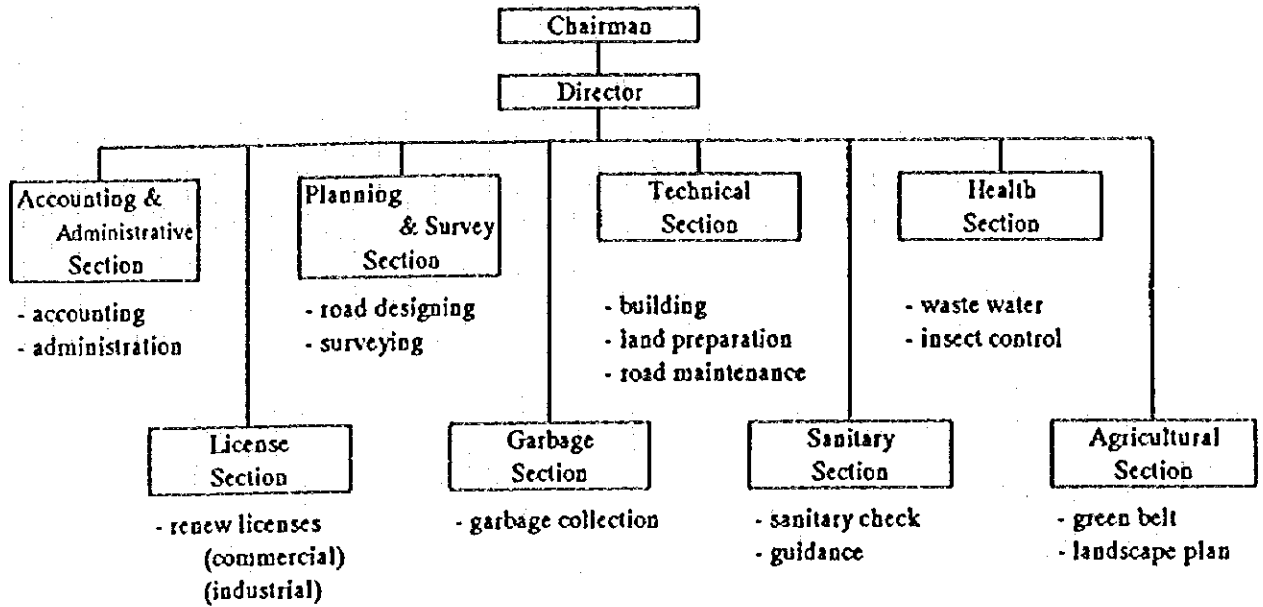 Chairman
Director
Accounting &
Administrative
Section
- accounting
- administration
Planning
& Survey
Section
- road designing
- surveying
Technical
Section
- building
- land preparation
- road maintenance
Health
Section
- waste water
- insect control
License
Section
- renew licenses
(commercial)
(industrial)
Garbage
Section
- garbage collection
Sanitary
Section
- sanitary check
- guidance
Agricultural
Section
- green belt
- landscape plan